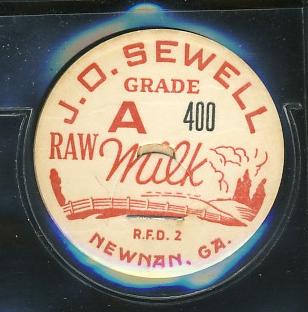 J.O. SEWELL
GRADE
A 400
RAW Milk
R.F.D. 2
NEWNAN, GA.